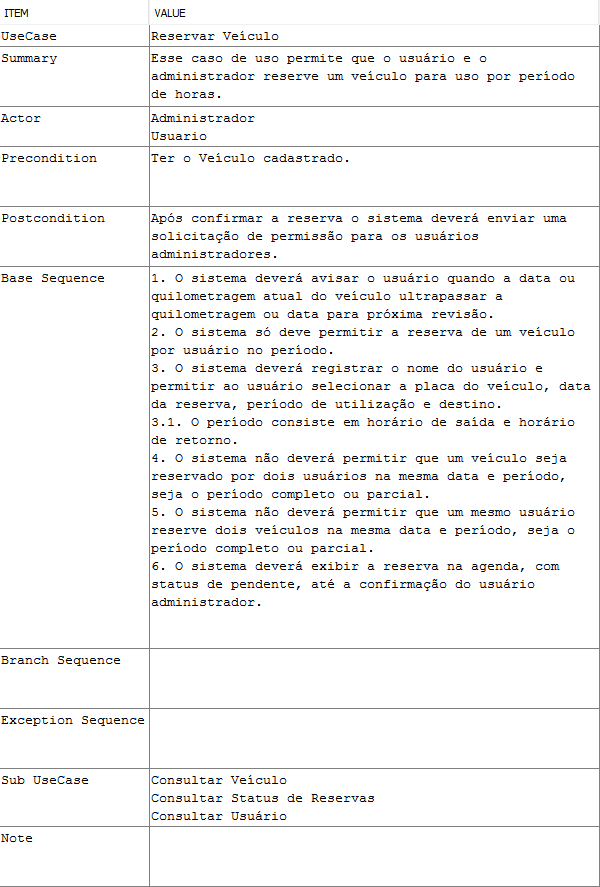 ITEM VALUE
UseCase Reservar Veículo
Summary Esse caso de uso permite que o usuário e o
administrador reserve um veículo para uso por período
de horas.
Actor Administrador
Usuario
Precondition Ter o Veículo cadastrado.
Postcondition Após confirmar a reserva o sistema deverá enviar uma
solicitação de permissão para os usuários
administradores.
Base Sequence 1. O sistema deverá avisar o usuário quando a data ou
quilometragem atual do veículo ultrapassar a
quilometragem ou data para próxima revisão.
2. O sistema só deve permitir a reserva de um veículo
por usuário no período.
3. O sistema deverá registrar o nome do usuário e
permitir ao usuário selecionar a placa do veículo, data
da reserva, período de utilização e destino.
3.1. O período consiste em horário de saída e horário
de retorno.
4. O sistema não deverá permitir que um veículo seja
reservado por dois usuários na mesma data e período,
seja o período completo ou parcial.
5. O sistema não deverá permitir que um mesmo usuário
reserve dois veículos na mesma data e período, seja o
período completo ou parcial.
6. O sistema deverá exibir a reserva na agenda, com
status de pendente, até a confirmação do usuário
administrador.
Branch Sequence
Exception Sequence
Sub UseCase Consultar Veículo
Consultar Status de Reservas
Consultar Usuário
Note